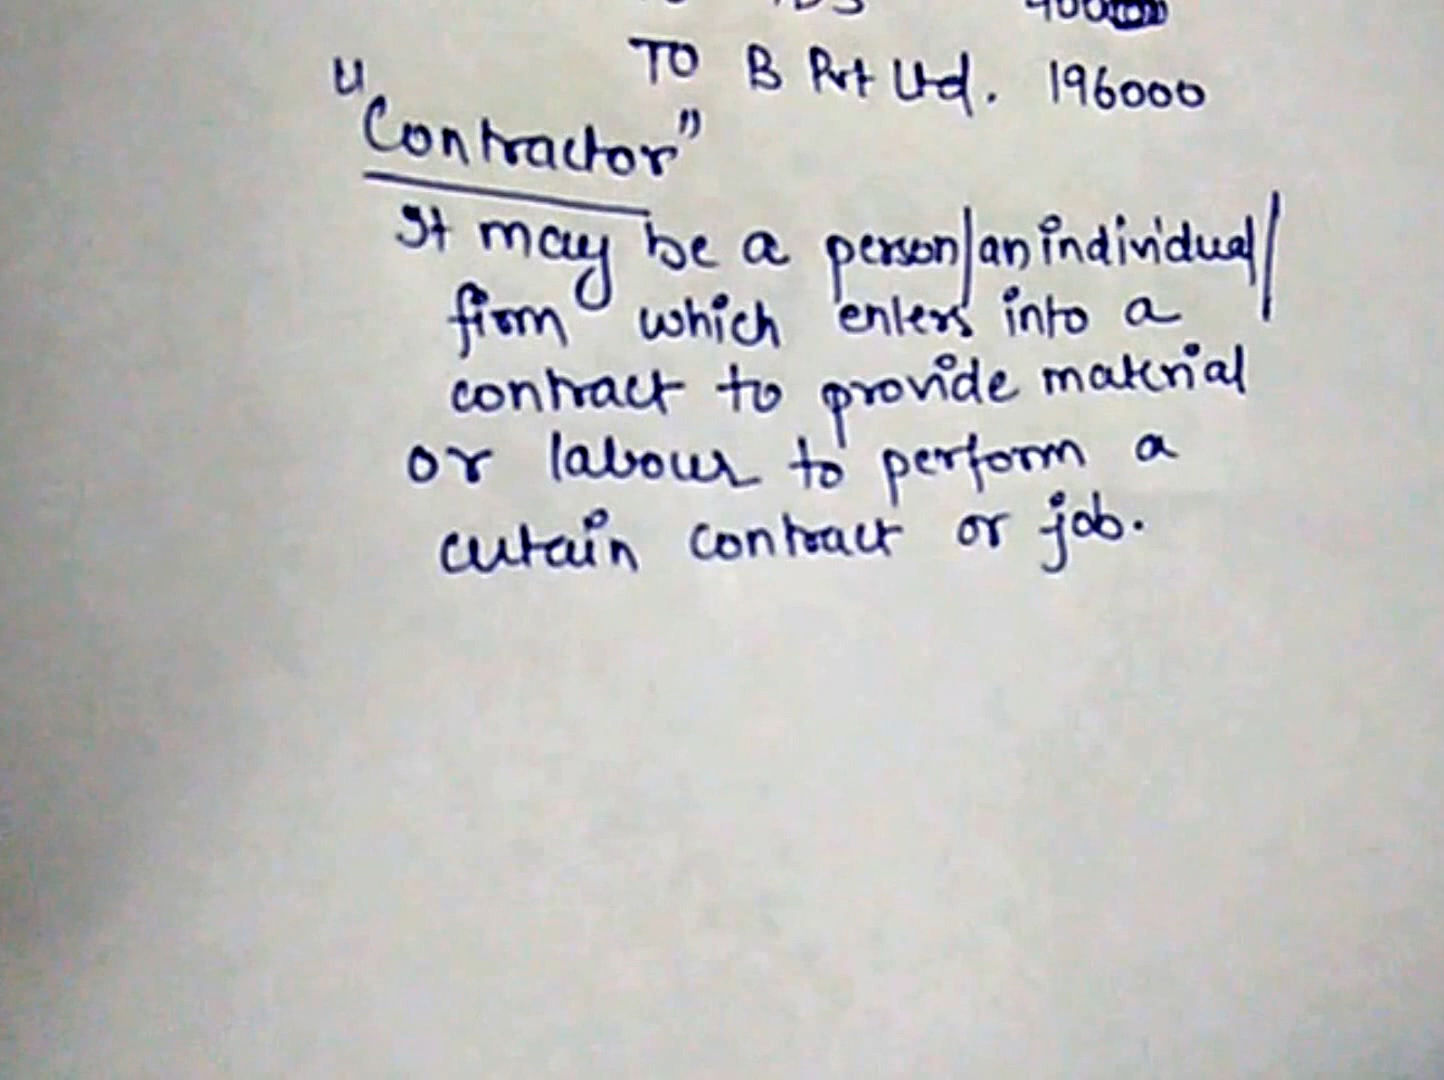 TO B Pvt Ltd. 196000
"Contractor"
It may be a person/an individual/
firm which enters into a
contract to provide material
or labour to perform a
certain contract or job.